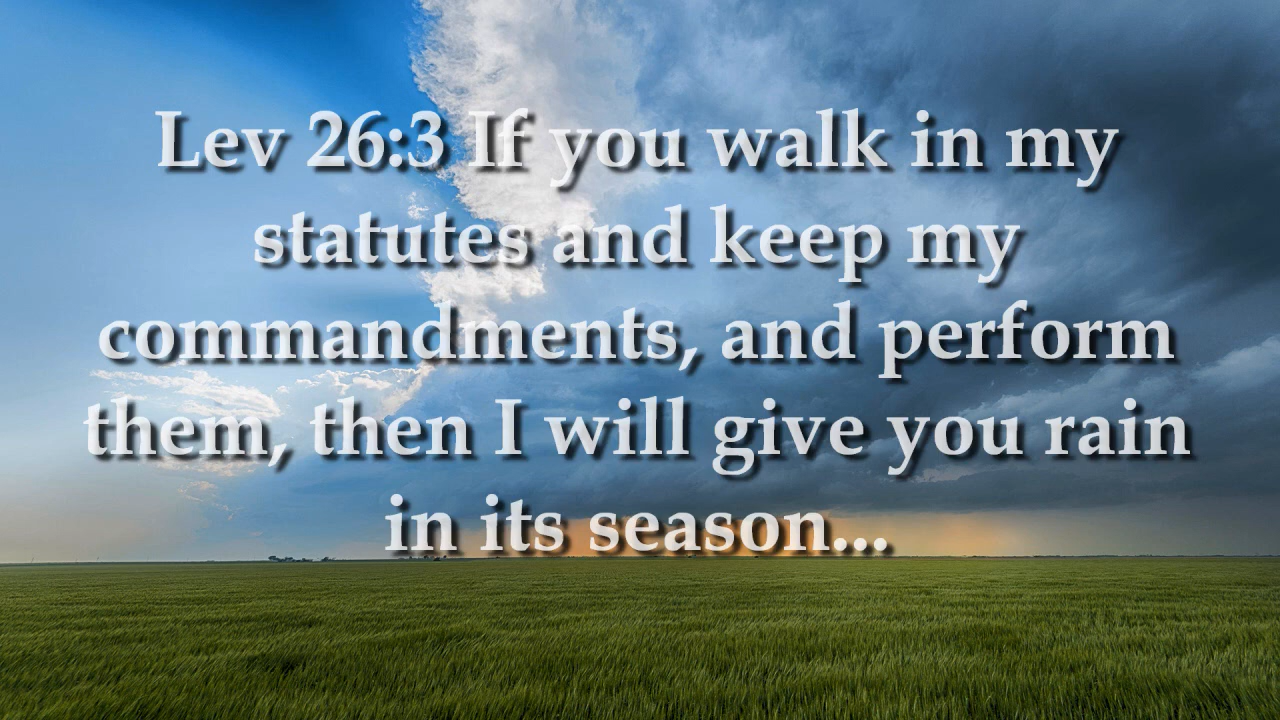 Lev 26:3 If you walk in my
statutes and keep my
commandments, and perform
them, then I will give you rain
in its season...